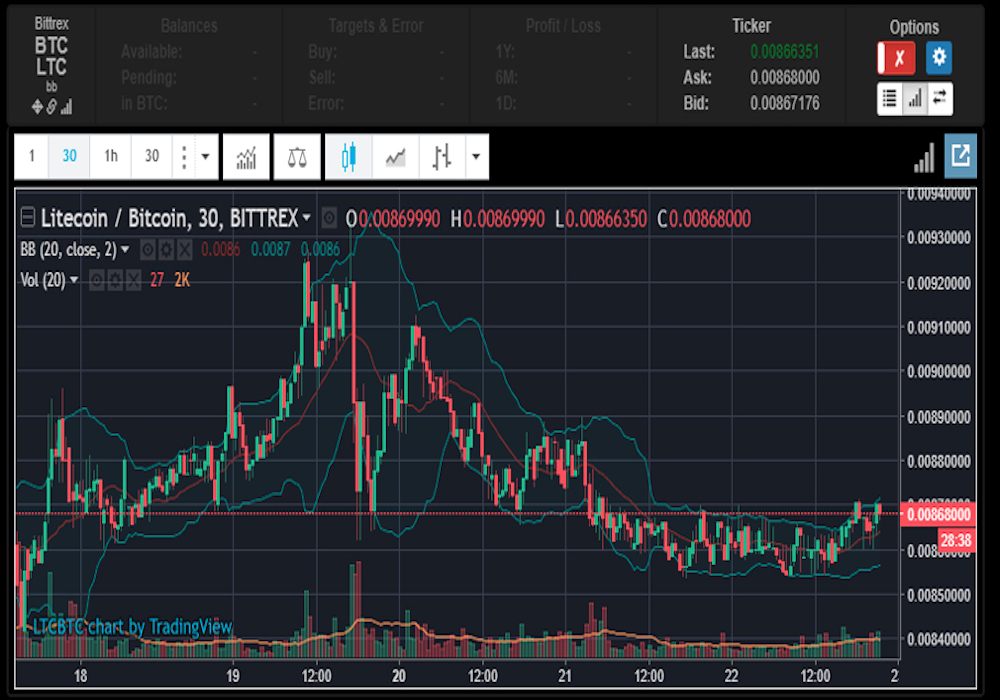 Bittrex Balances Targets & Error Profit / Loss Ticker Options
BTC Available: - Buy: - 1Y: - Last: 0.00866351
LTC Pending: - Sell: - 6M: - Ask: 0.00868000
bb in BTC: - Error: - 1D: - Bid: 0.00867176
1 30 1h 30
Litecoin / Bitcoin, 30, BITTREX O0.00869990 H0.00869990 L0.00866350 C0.00868000
BB (20, close, 2) 0.0086 0.0087 0.0086
Vol (20) 27 2K
0.00940000
0.00930000
0.00920000
0.00910000
0.00900000
0.00890000
0.00880000
0.00870000
0.00868000
28:38
0.00860000
0.00850000
0.00840000
LTCBTC chart by TradingView
18 19 12:00 20 12:00 21 12:00 22 12:00 2